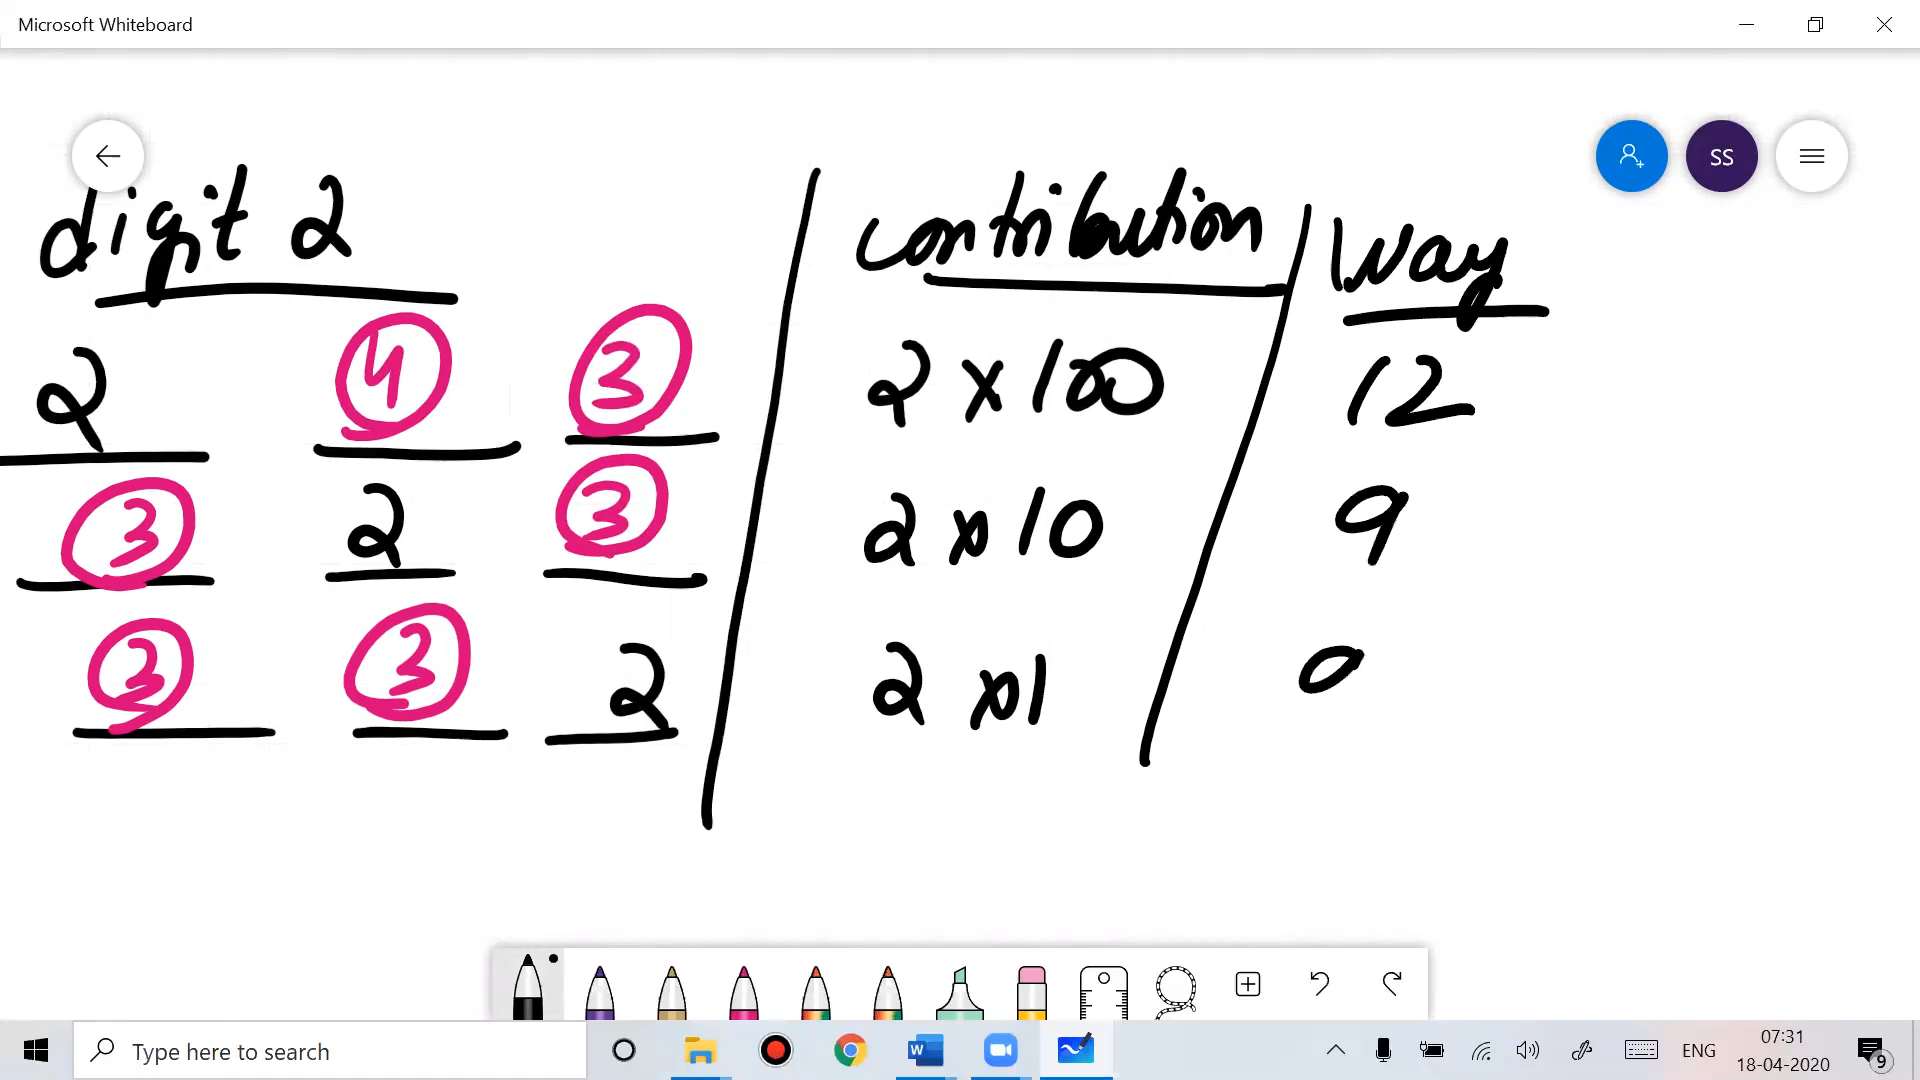 Microsoft Whiteboard
SS
digit 2 contribution way
2 4 3 2 x 100 12
3 2 3 2 x 10 9
3 3 2 2 x 1
Type here to search
W
ENG
07:31
18-04-2020
9